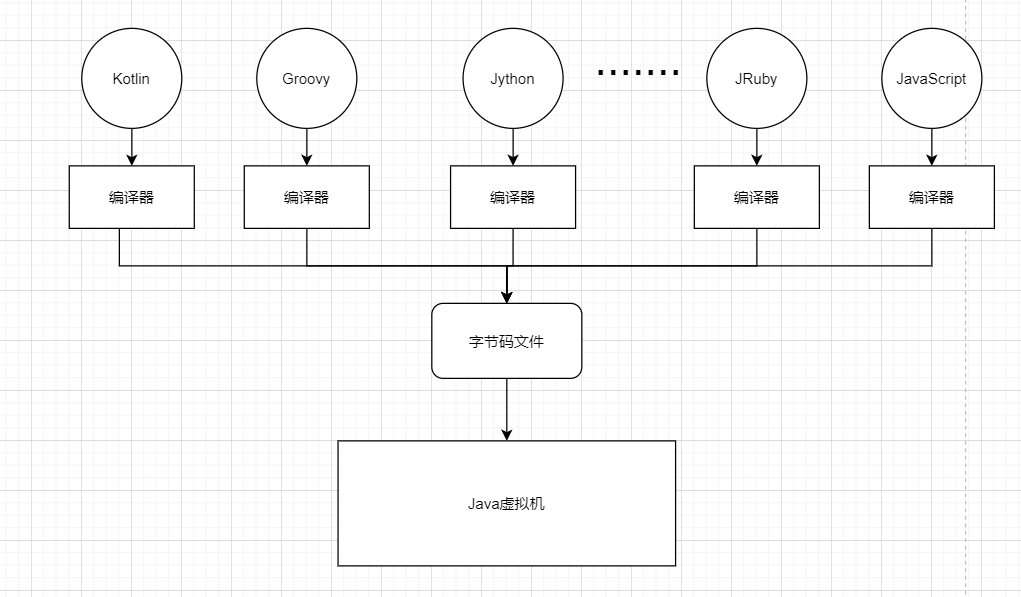 Kotlin
Groovy
Jython
.......
JRuby
JavaScript
编译器
编译器
编译器
编译器
编译器
字节码文件
Java虚拟机